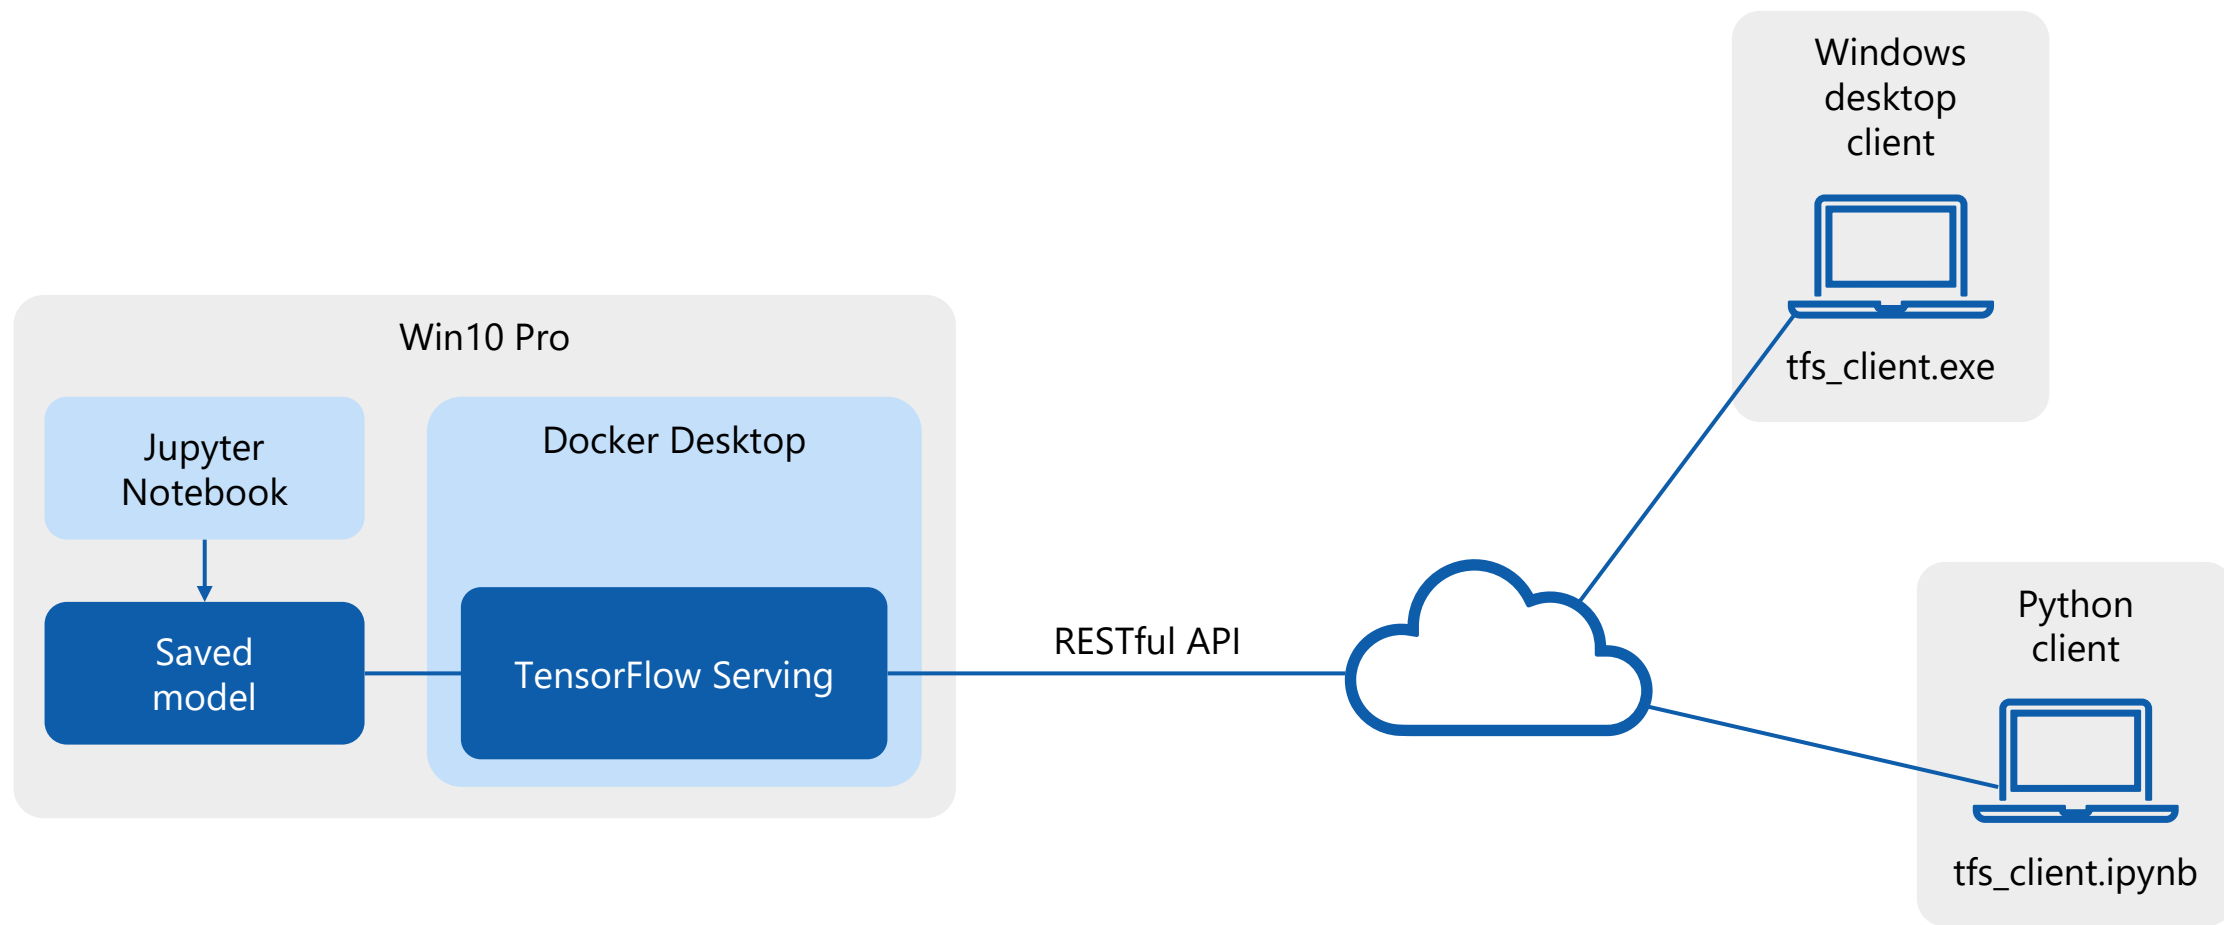 Windows
desktop
client
tfs_client.exe
Win10 Pro
Jupyter
Notebook
Docker Desktop
Saved
model
TensorFlow Serving
RESTful API
Python
client
tfs_client.ipynb